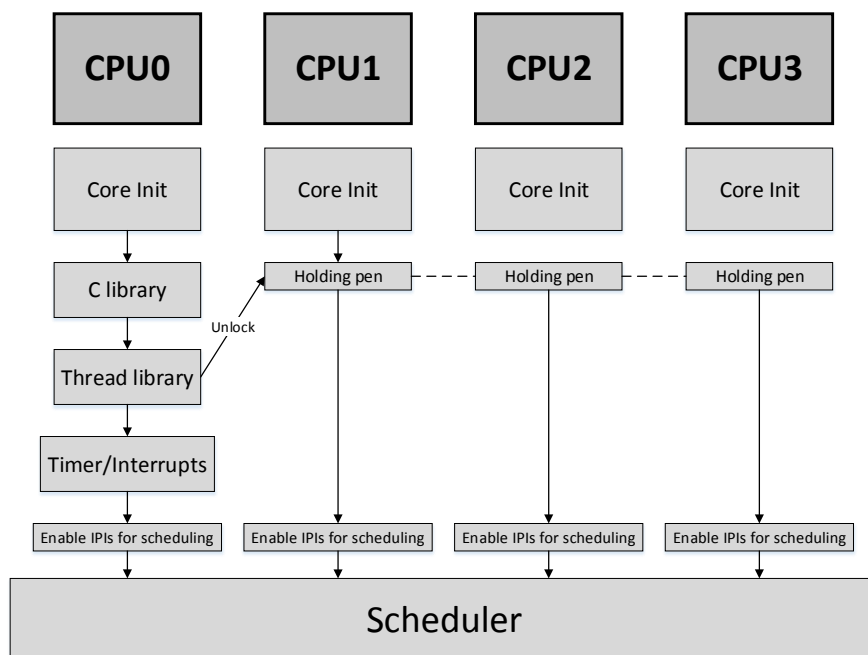 CPU0
CPU1
CPU2
CPU3
Core Init
Core Init
Core Init
Core Init
C library
Holding pen
Holding pen
Holding pen
Unlock
Thread library
Timer/Interrupts
Enable IPIs for scheduling
Enable IPIs for scheduling
Enable IPIs for scheduling
Enable IPIs for scheduling
Scheduler